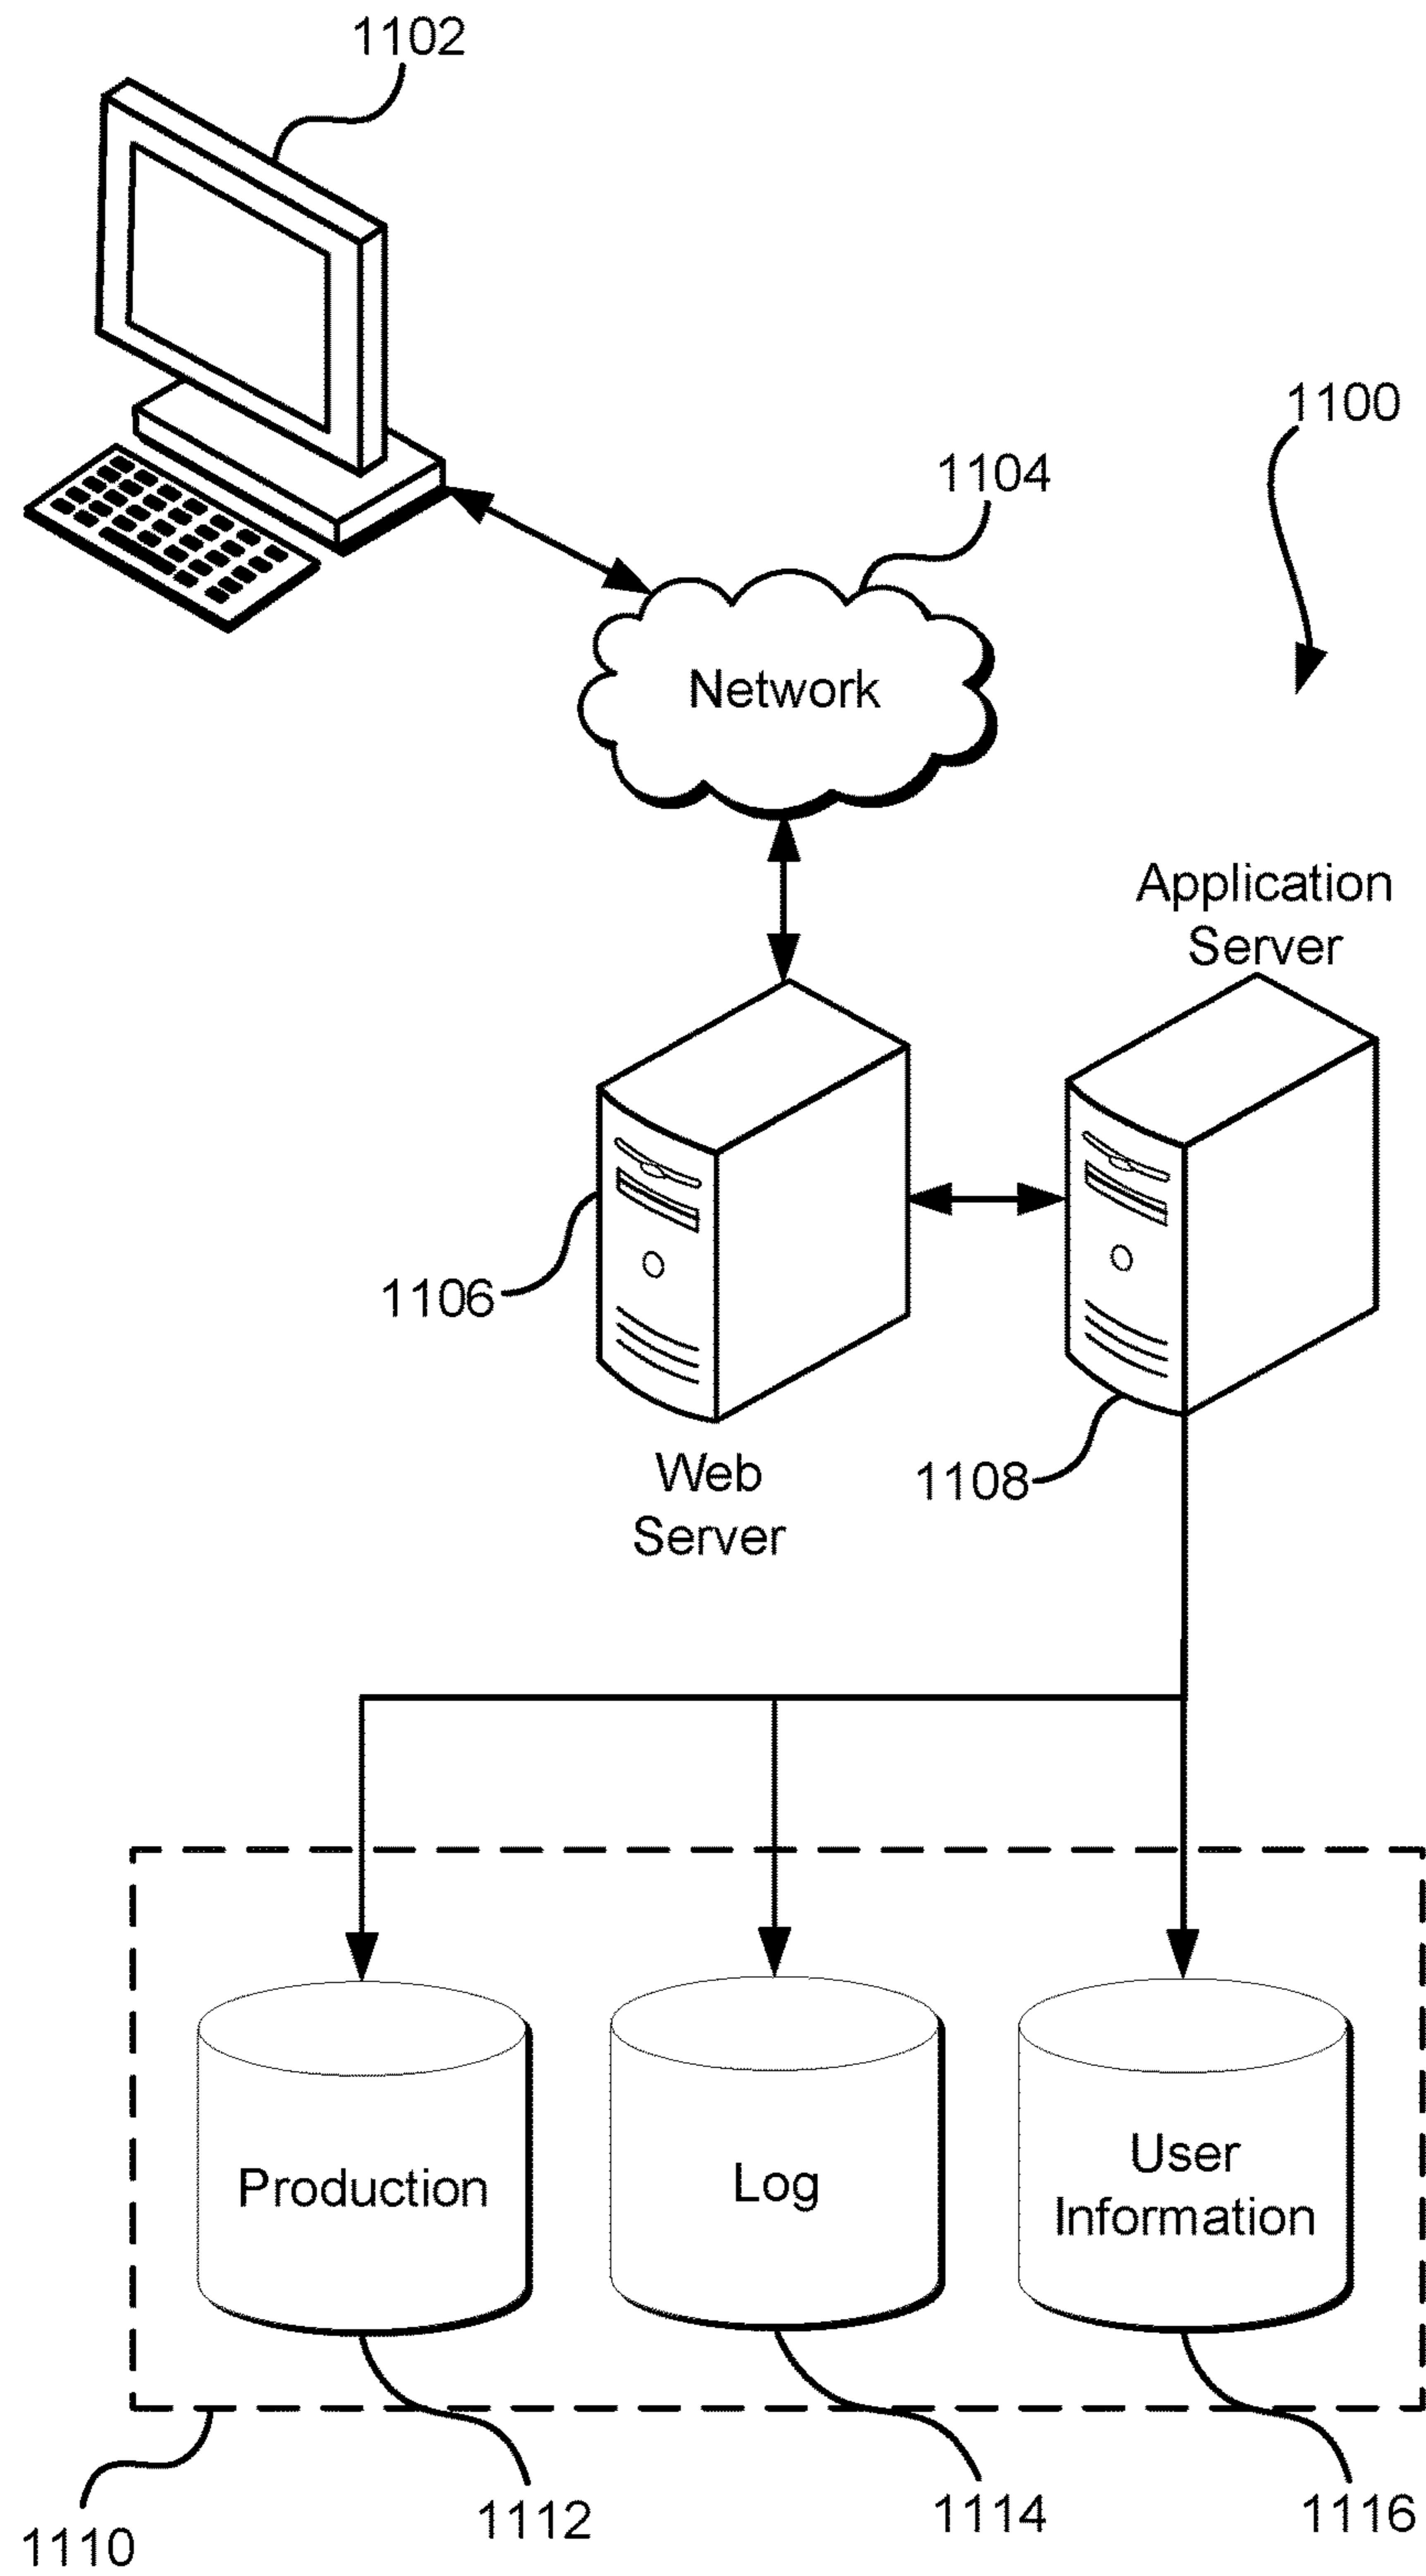 1102
1100
1104
Network
Application
Server
1106
Web
Server
1108
Production
Log
User
Information
1110
1112
1114
1116